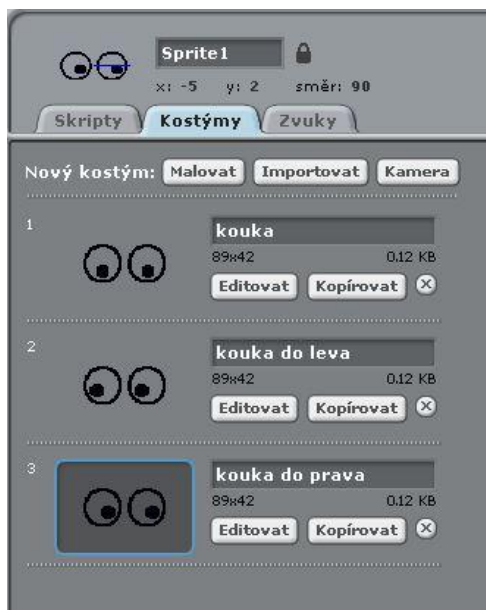 Sprite1
x: -5 y: 2 směr: 90
Skripty Kostýmy Zvuky
Nový kostým: Malovat Importovat Kamera
1
kouka
89x42 0.12 KB
Editovat Kopírovat
2
kouka do leva
89x42 0.12 KB
Editovat Kopírovat
3
kouka do prava
89x42 0.12 KB
Editovat Kopírovat